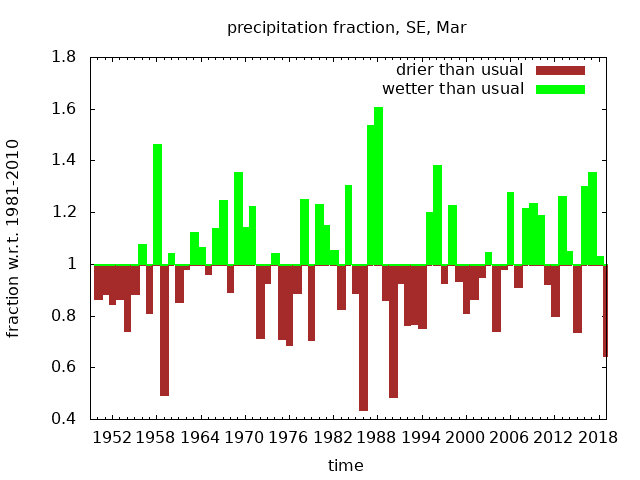 precipitation fraction, SE, Mar
drier than usual
wetter than usual
1.8
1.6
1.4
1.2
1
0.8
0.6
0.4
fraction w.r.t. 1981-2010
1952 1958 1964 1970 1976 1982 1988 1994 2000 2006 2012 2018
time